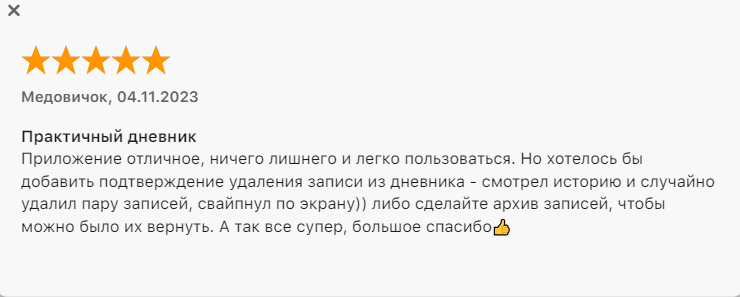 Медовичок, 04.11.2023
Практичный дневник
Приложение отличное, ничего лишнего и легко пользоваться. Но хотелось бы
добавить подтверждение удаления записи из дневника - смотрел историю и случайно
удалил пару записей, свайпнул по экрану)) либо сделайте архив записей, чтобы
можно было их вернуть. А так все супер, большое спасибо👍